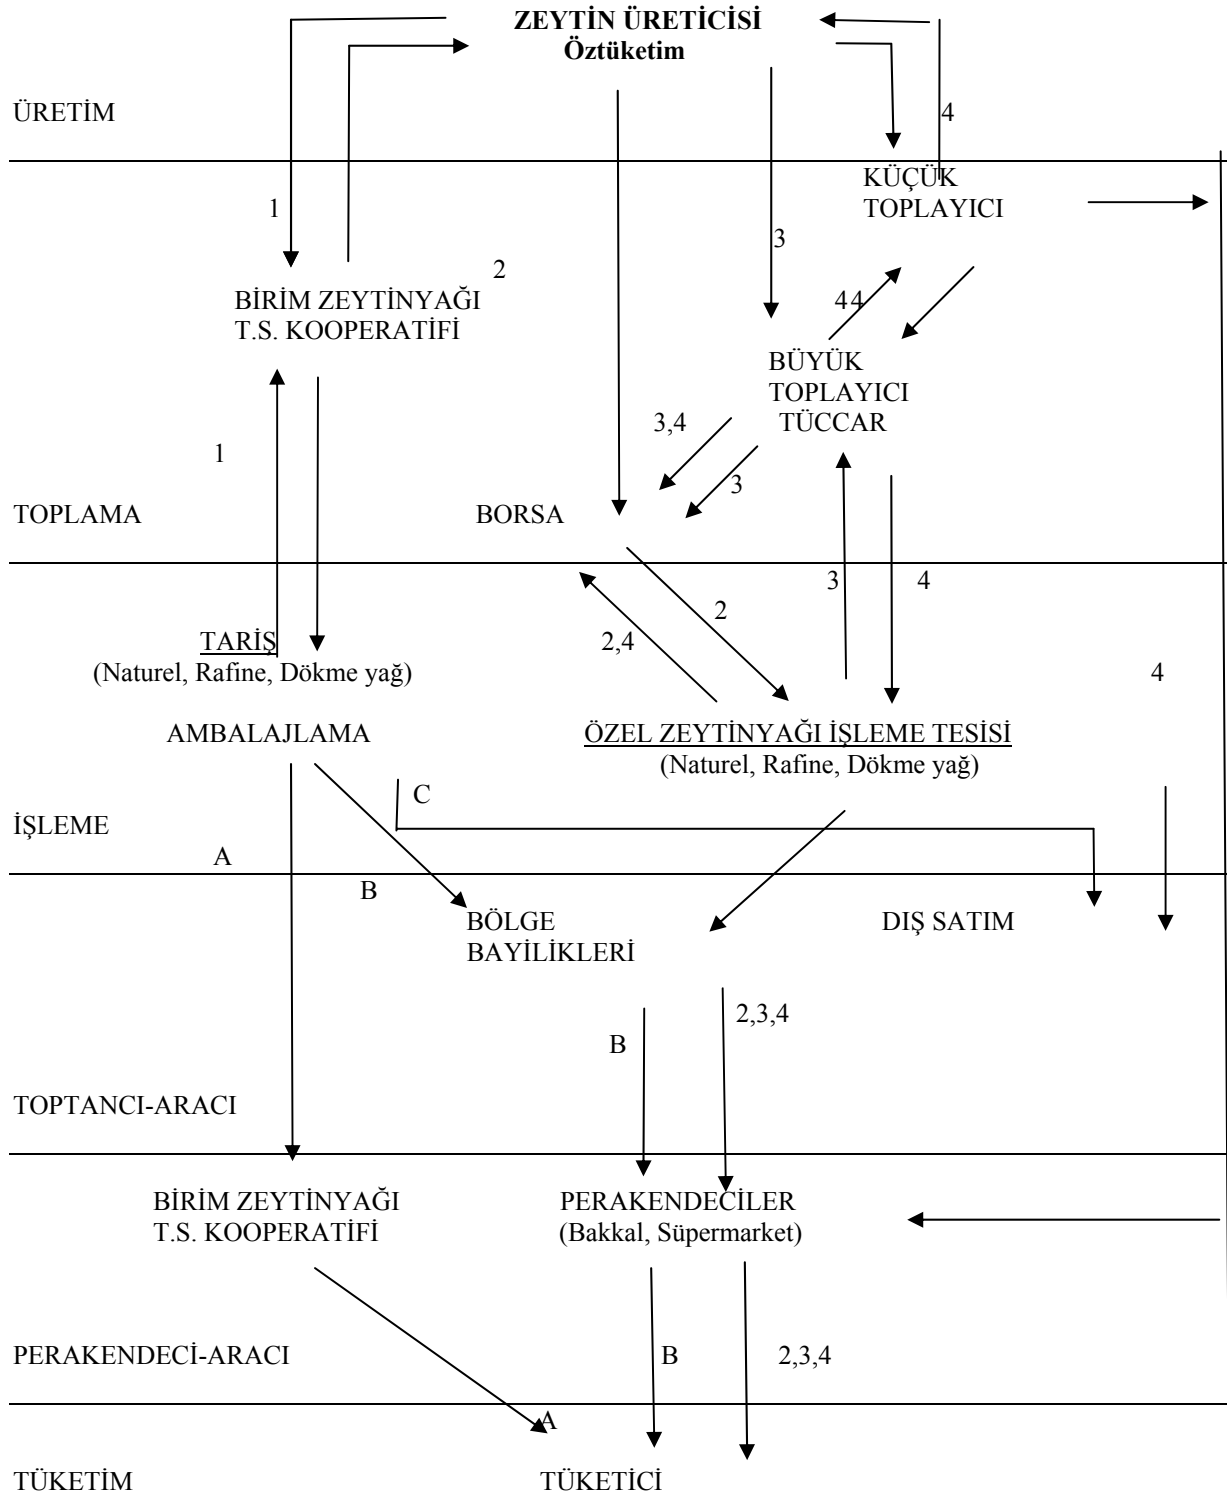 ZEYTİN ÜRETİCİSİ
Öztüketim
ÜRETİM
4
KÜÇÜK
TOPLAYICI
1
3
2
BİRİM ZEYTİNYAĞI
T.S. KOOPERATİFİ
44
BÜYÜK
TOPLAYICI
TÜCCAR
3,4
1
3
TOPLAMA
BORSA
3
4
2
2,4
TARİŞ
(Naturel, Rafine, Dökme yağ)
4
AMBALAJLAMA
ÖZEL ZEYTİNYAĞI İŞLEME TESİSİ
(Naturel, Rafine, Dökme yağ)
C
İŞLEME
A
B
BÖLGE
BAYİLİKLERİ
DIŞ SATIM
2,3,4
B
TOPTANCI-ARACI
BİRİM ZEYTİNYAĞI
T.S. KOOPERATİFİ
PERAKENDECİLER
(Bakkal, Süpermarket)
PERAKENDECİ-ARACI
B
2,3,4
A
TÜKETİM
TÜKETİCİ